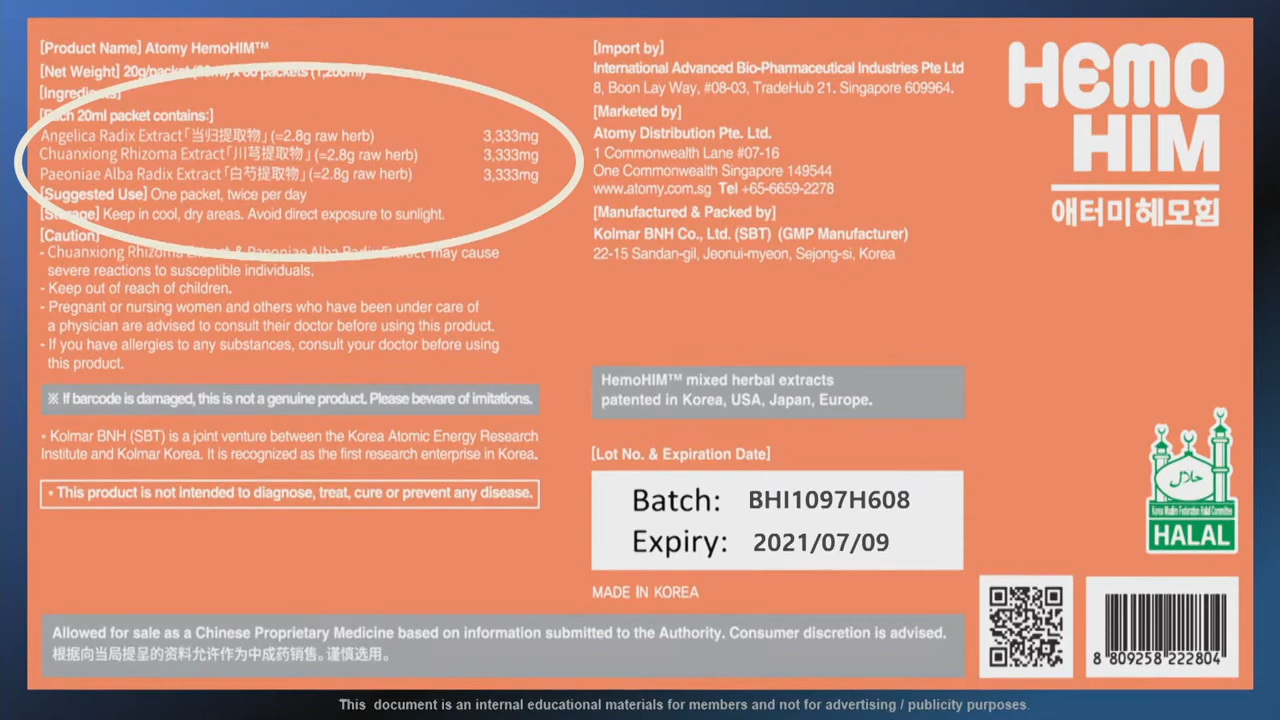 [Product Name] Atomy HemoHIM™
[Net Weight] 20g/packet (20ml) x 60 packets (1,200ml)
[Ingredients]
[Each 20ml packet contains:]
Angelica Radix Extract「当归提取物」(=2.8g raw herb) 3,333mg
Chuanxiong Rhizoma Extract「川芎提取物」(=2.8g raw herb) 3,333mg
Paeoniae Alba Radix Extract「白芍提取物」(=2.8g raw herb) 3,333mg
[Suggested Use] One packet, twice per day
[Storage] Keep in cool, dry areas. Avoid direct exposure to sunlight.
[Caution]
- Chuanxiong Rhizoma Extract & Paeoniae Alba Radix Extract may cause
severe reactions to susceptible individuals.
- Keep out of reach of children.
- Pregnant or nursing women and others who have been under care of
a physician are advised to consult their doctor before using this product.
- If you have allergies to any substances, consult your doctor before using
this product.
※ If barcode is damaged, this is not a genuine product. Please beware of imitations.
• Kolmar BNH (SBT) is a joint venture between the Korea Atomic Energy Research
Institute and Kolmar Korea. It is recognized as the first research enterprise in Korea.
• This product is not intended to diagnose, treat, cure or prevent any disease.
[Import by]
International Advanced Bio-Pharmaceutical Industries Pte Ltd
8, Boon Lay Way, #08-03, TradeHub 21. Singapore 609964.
[Marketed by]
Atomy Distribution Pte. Ltd.
1 Commonwealth Lane #07-16
One Commonwealth Singapore 149544
www.atomy.com.sg Tel +65-6659-2278
[Manufactured & Packed by]
Kolmar BNH Co., Ltd. (SBT) (GMP Manufacturer)
22-15 Sandan-gil, Jeonui-myeon, Sejong-si, Korea
HemoHIM™ mixed herbal extracts
patented in Korea, USA, Japan, Europe.
[Lot No. & Expiration Date]
Batch: BHI1097H608
Expiry: 2021/07/09
MADE IN KOREA
HEMO
HIM
애터미 헤모힘
حلال
Korea Muslim Federation Halal Committee
HALAL
8 809258 222804
Allowed for sale as a Chinese Proprietary Medicine based on information submitted to the Authority. Consumer discretion is advised.
根据向当局提呈的资料允许作为中成药销售。谨慎选用。
This document is an internal educational materials for members and not for advertising / publicity purposes.